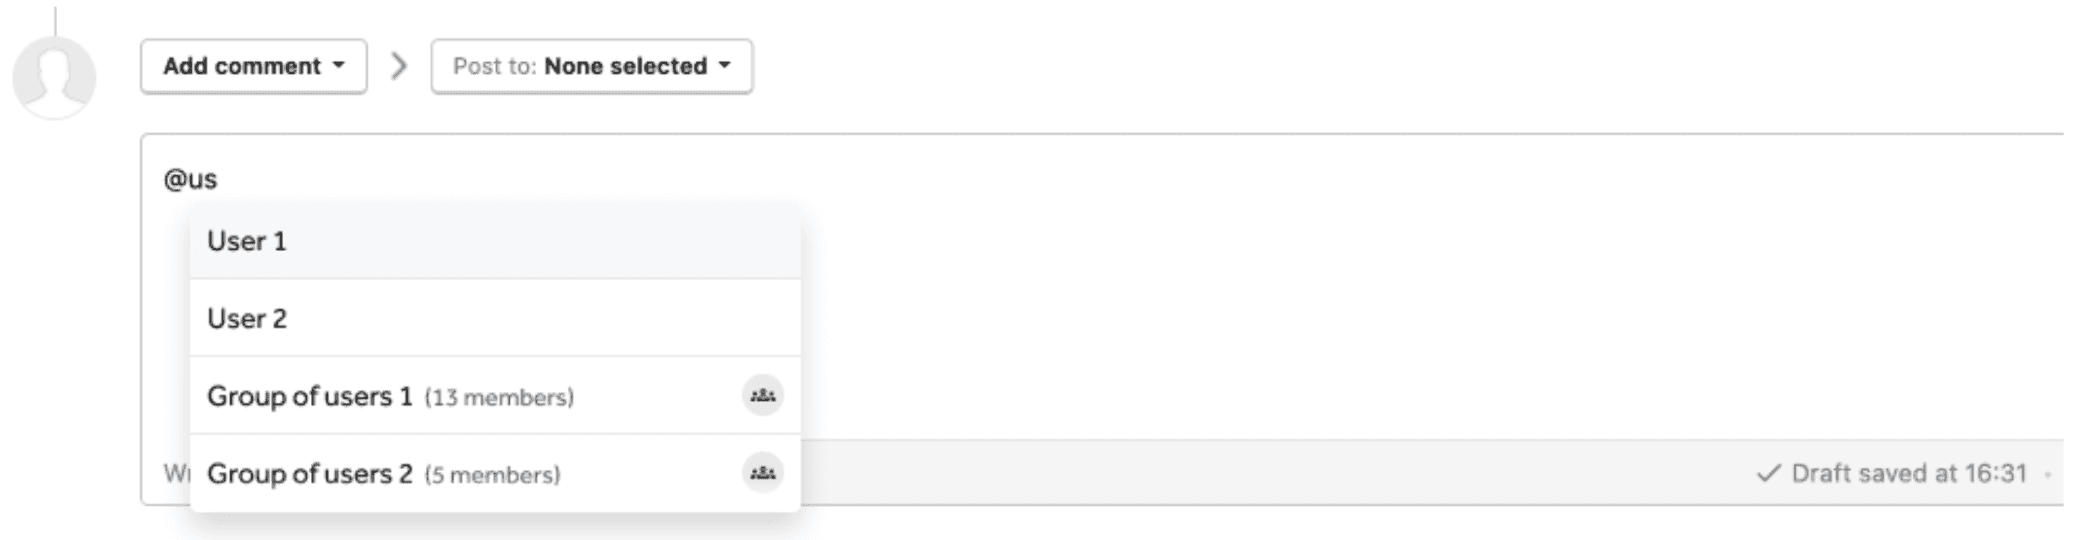 Add comment Post to: None selected
@us
User 1
User 2
Group of users 1 (13 members)
Group of users 2 (5 members)
Draft saved at 16:31